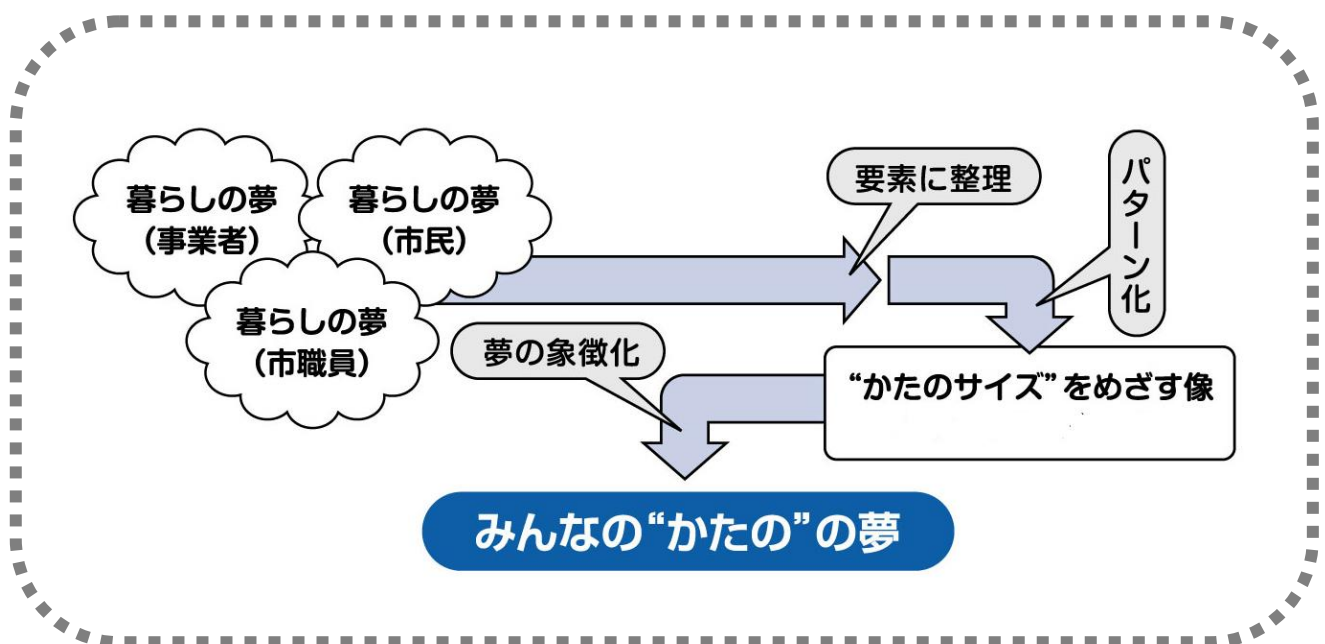 暮らしの夢
（事業者）
暮らしの夢
（市民）
暮らしの夢
（市職員）
要素に整理
パターン化
“かたのサイズ”をめざす像
夢の象徴化
みんなの“かたの”の夢